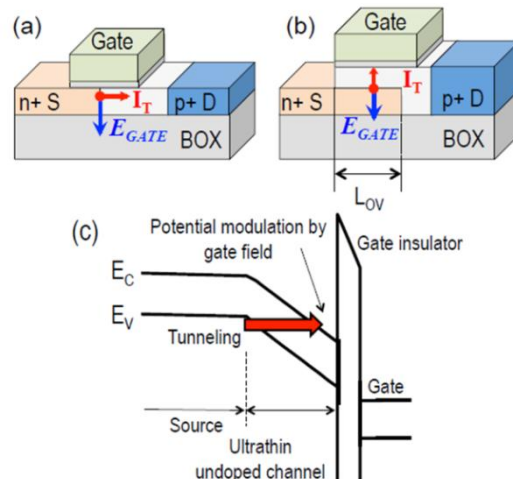 (a)
Gate
n+ S
I_T
p+ D
E_GATE
BOX
(b)
Gate
n+ S
I_T
p+ D
E_GATE
BOX
L_OV
(c)
Potential modulation by
gate field
Gate insulator
E_C
E_V
Tunneling
Gate
Source
Ultrathin
undoped channel